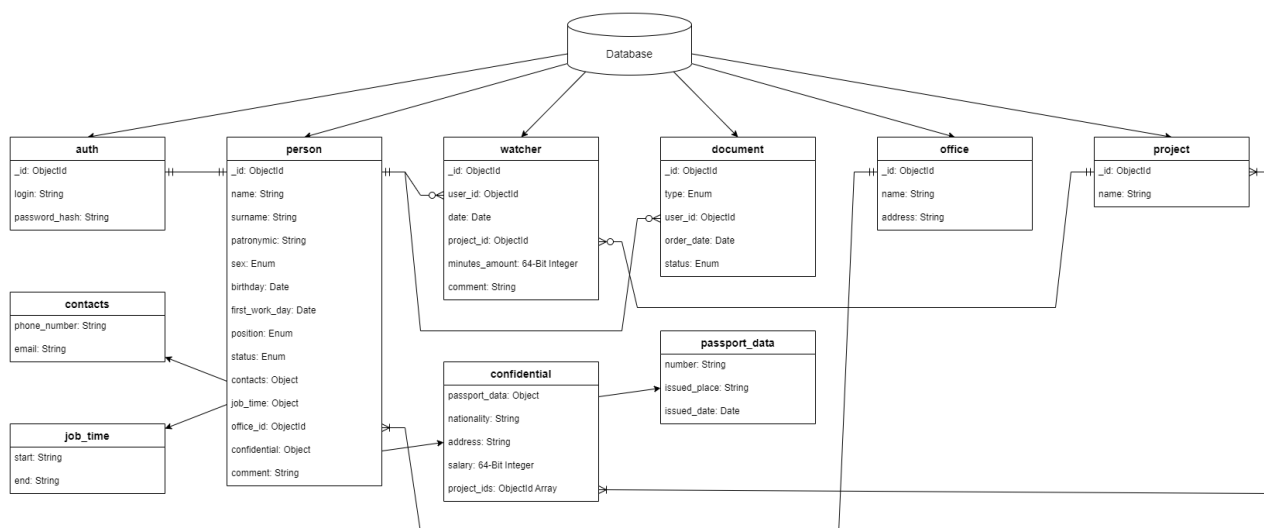 Database
auth
_id: ObjectId
login: String
password_hash: String
person
_id: ObjectId
name: String
surname: String
patronymic: String
sex: Enum
birthday: Date
first_work_day: Date
position: Enum
status: Enum
contacts: Object
job_time: Object
office_id: ObjectId
confidential: Object
comment: String
watcher
_id: ObjectId
user_id: ObjectId
date: Date
project_id: ObjectId
minutes_amount: 64-Bit Integer
comment: String
document
_id: ObjectId
type: Enum
user_id: ObjectId
order_date: Date
status: Enum
office
_id: ObjectId
name: String
address: String
project
_id: ObjectId
name: String
contacts
phone_number: String
email: String
job_time
start: String
end: String
confidential
passport_data: Object
nationality: String
address: String
salary: 64-Bit Integer
project_ids: ObjectId Array
passport_data
number: String
issued_place: String
issued_date: Date